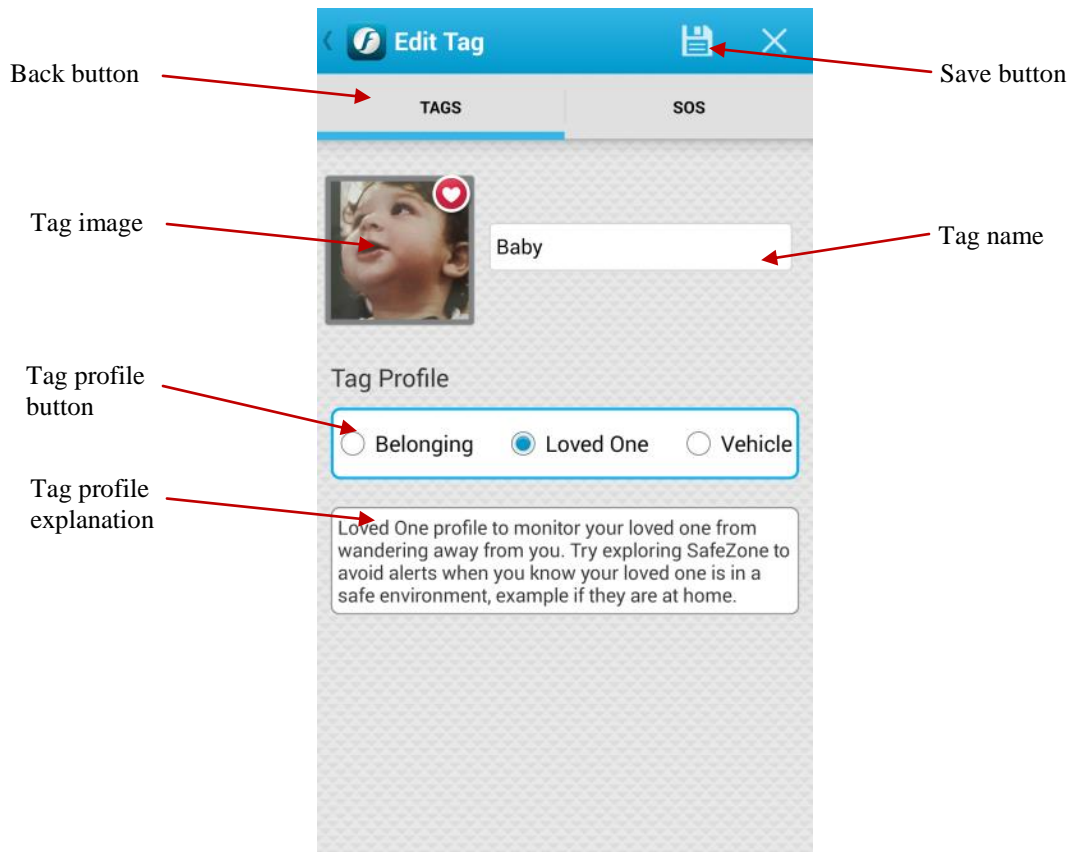 Edit Tag
Back button
Save button
TAGS
SOS
Tag image
Baby
Tag name
Tag Profile
Tag profile
button
Belonging
Loved One
Vehicle
Tag profile
explanation
Loved One profile to monitor your loved one from
wandering away from you. Try exploring SafeZone to
avoid alerts when you know your loved one is in a
safe environment, example if they are at home.